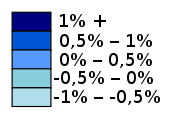 1% +
0,5% – 1%
0% – 0,5%
-0,5% – 0%
-1% – -0,5%